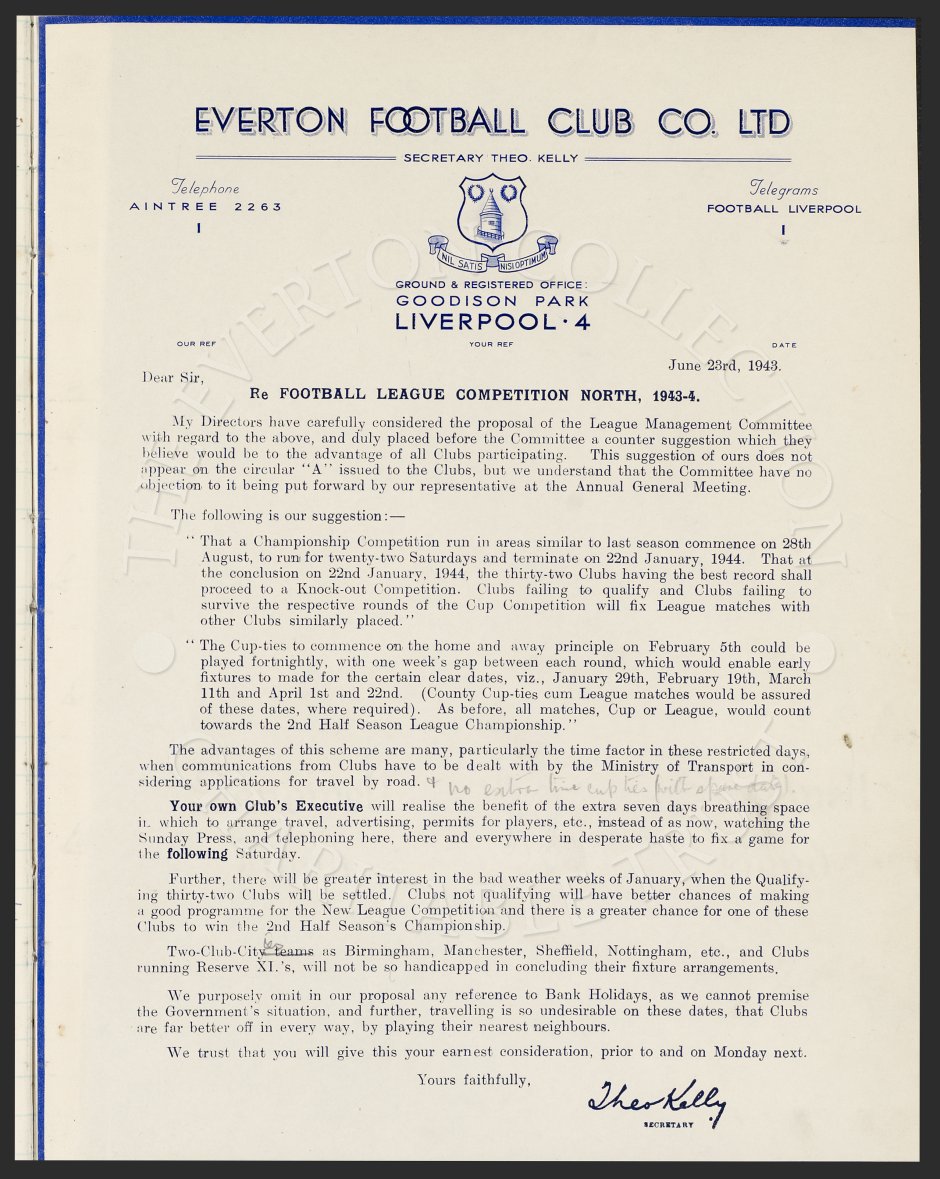 EVERTON FOOTBALL CLUB CO. LTD
SECRETARY THEO. KELLY
Telephone
AINTREE 2263
Telegrams
FOOTBALL LIVERPOOL
NIL SATIS NISI OPTIMUM
GROUND & REGISTERED OFFICE:
GOODISON PARK
LIVERPOOL · 4
OUR REF YOUR REF DATE
June 23rd, 1943.
Dear Sir,
Re FOOTBALL LEAGUE COMPETITION NORTH, 1943-4.
My Directors have carefully considered the proposal of the League Management Committee
with regard to the above, and duly placed before the Committee a counter suggestion which they
believe would be to the advantage of all Clubs participating. This suggestion of ours does not
appear on the circular "A" issued to the Clubs, but we understand that the Committee have no
objection to it being put forward by our representative at the Annual General Meeting.
The following is our suggestion:—
"That a Championship Competition run in areas similar to last season commence on 28th
August, to run for twenty-two Saturdays and terminate on 22nd January, 1944. That at
the conclusion on 22nd January, 1944, the thirty-two Clubs having the best record shall
proceed to a Knock-out Competition. Clubs failing to qualify and Clubs failing to
survive the respective rounds of the Cup Competition will fix League matches with
other Clubs similarly placed."
"The Cup-ties to commence on the home and away principle on February 5th could be
played fortnightly, with one week's gap between each round, which would enable early
fixtures to made for the certain clear dates, viz., January 29th, February 19th, March
11th and April 1st and 22nd. (County Cup-ties cum League matches would be assured
of these dates, where required). As before, all matches, Cup or League, would count
towards the 2nd Half Season League Championship."
The advantages of this scheme are many, particularly the time factor in these restricted days,
when communications from Clubs have to be dealt with by the Ministry of Transport in con-
sidering applications for travel by road. & no extra time cup ties (with spare dates).
Your own Club's Executive will realise the benefit of the extra seven days breathing space
in which to arrange travel, advertising, permits for players, etc., instead of as now, watching the
Sunday Press, and telephoning here, there and everywhere in desperate haste to fix a game for
the following Saturday.
Further, there will be greater interest in the bad weather weeks of January, when the Qualify-
ing thirty-two Clubs will be settled. Clubs not qualifying will have better chances of making
a good programme for the New League Competition and there is a greater chance for one of these
Clubs to win the 2nd Half Season's Championship.
Two-Club-City teams as Birmingham, Manchester, Sheffield, Nottingham, etc., and Clubs
running Reserve XI.'s, will not be so handicapped in concluding their fixture arrangements.
We purposely omit in our proposal any reference to Bank Holidays, as we cannot premise
the Government's situation, and further, travelling is so undesirable on these dates, that Clubs
are far better off in every way, by playing their nearest neighbours.
We trust that you will give this your earnest consideration, prior to and on Monday next.
Yours faithfully,
Theo Kelly
SECRETARY
THE EVERTON COLLECTION
CHARITABLE TRUST